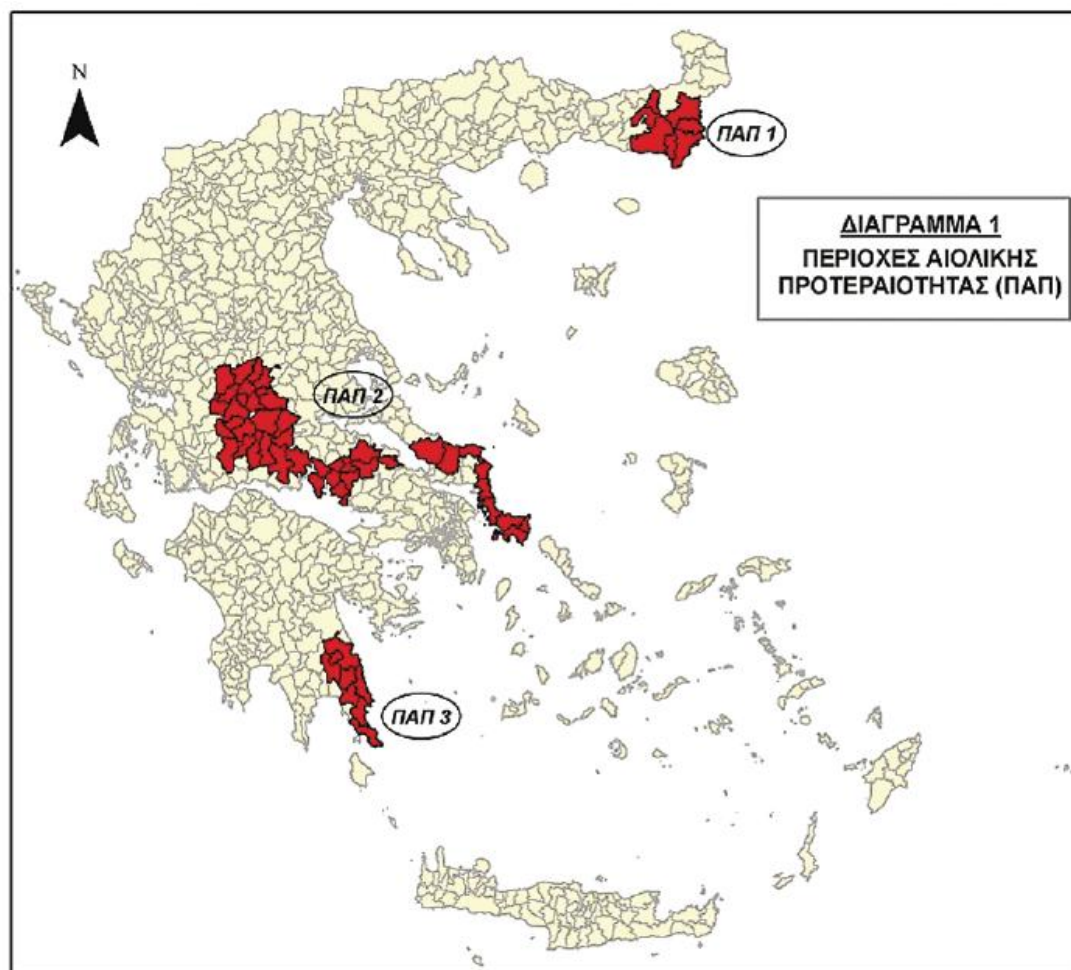 N
ΠΑΠ 1
ΔΙΑΓΡΑΜΜΑ 1
ΠΕΡΙΟΧΕΣ ΑΙΟΛΙΚΗΣ
ΠΡΟΤΕΡΑΙΟΤΗΤΑΣ (ΠΑΠ)
ΠΑΠ 2
ΠΑΠ 3